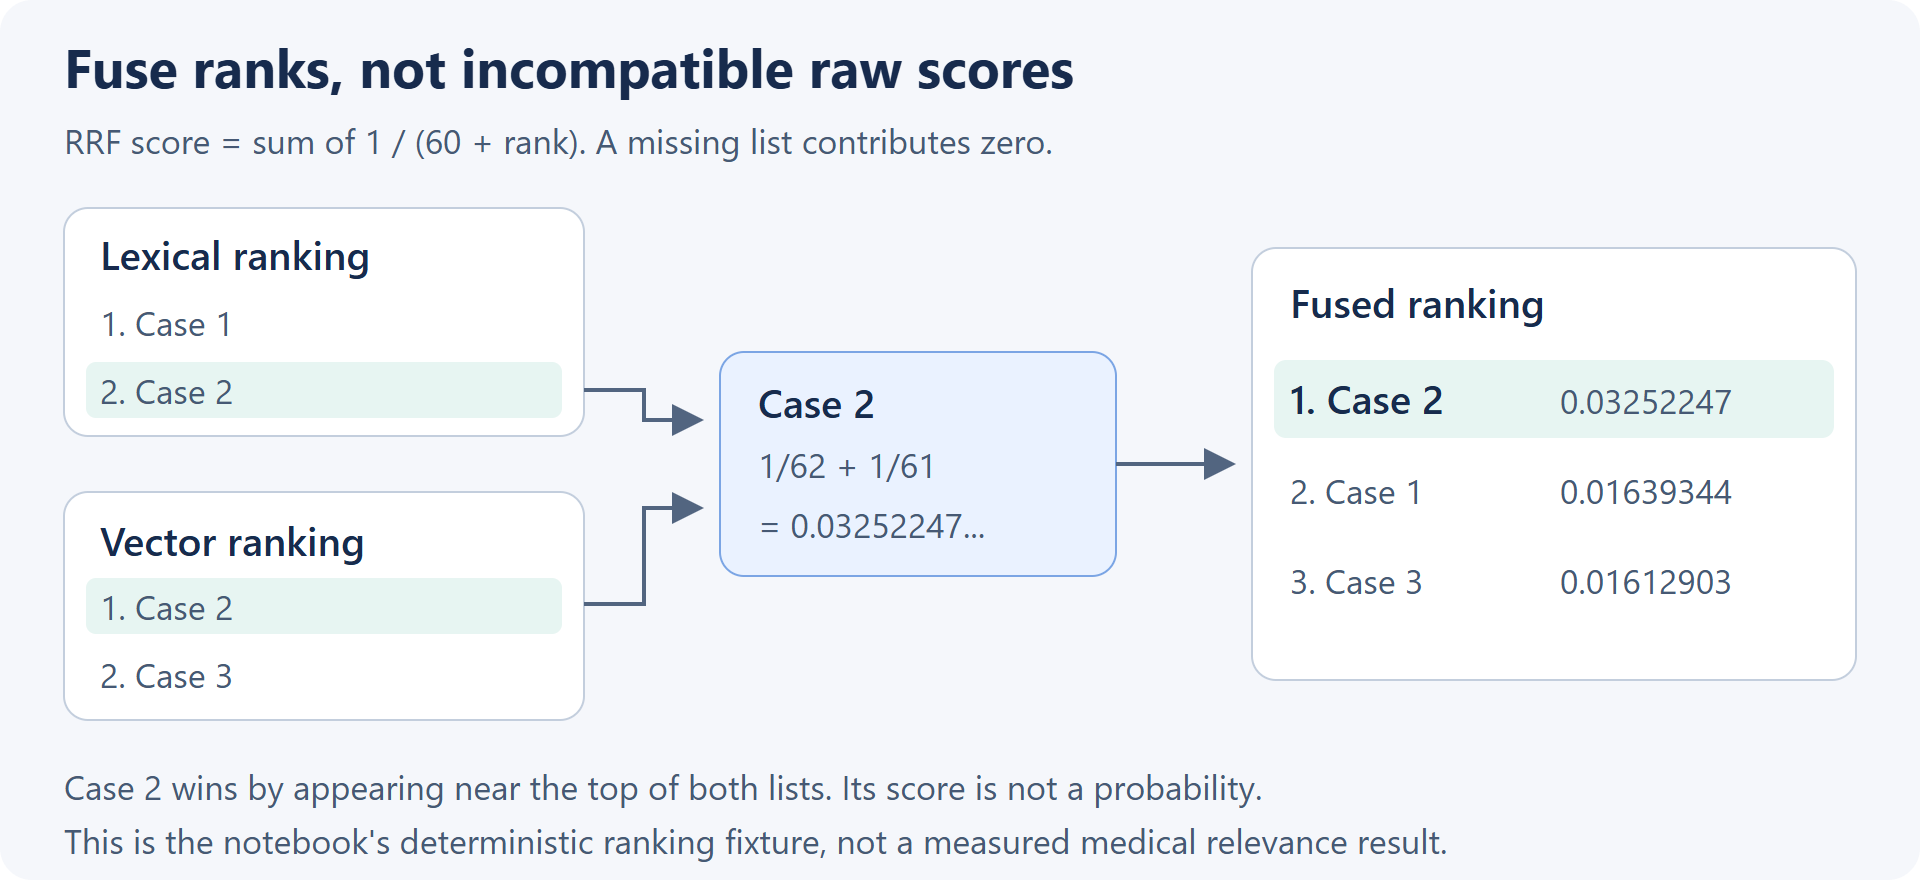 Fuse ranks, not incompatible raw scores
RRF score = sum of 1 / (60 + rank). A missing list contributes zero.
Lexical ranking
1. Case 1
2. Case 2
Vector ranking
1. Case 2
2. Case 3
Case 2
1/62 + 1/61
= 0.03252247...
Fused ranking
1. Case 2 0.03252247
2. Case 1 0.01639344
3. Case 3 0.01612903
Case 2 wins by appearing near the top of both lists. Its score is not a probability.
This is the notebook's deterministic ranking fixture, not a measured medical relevance result.